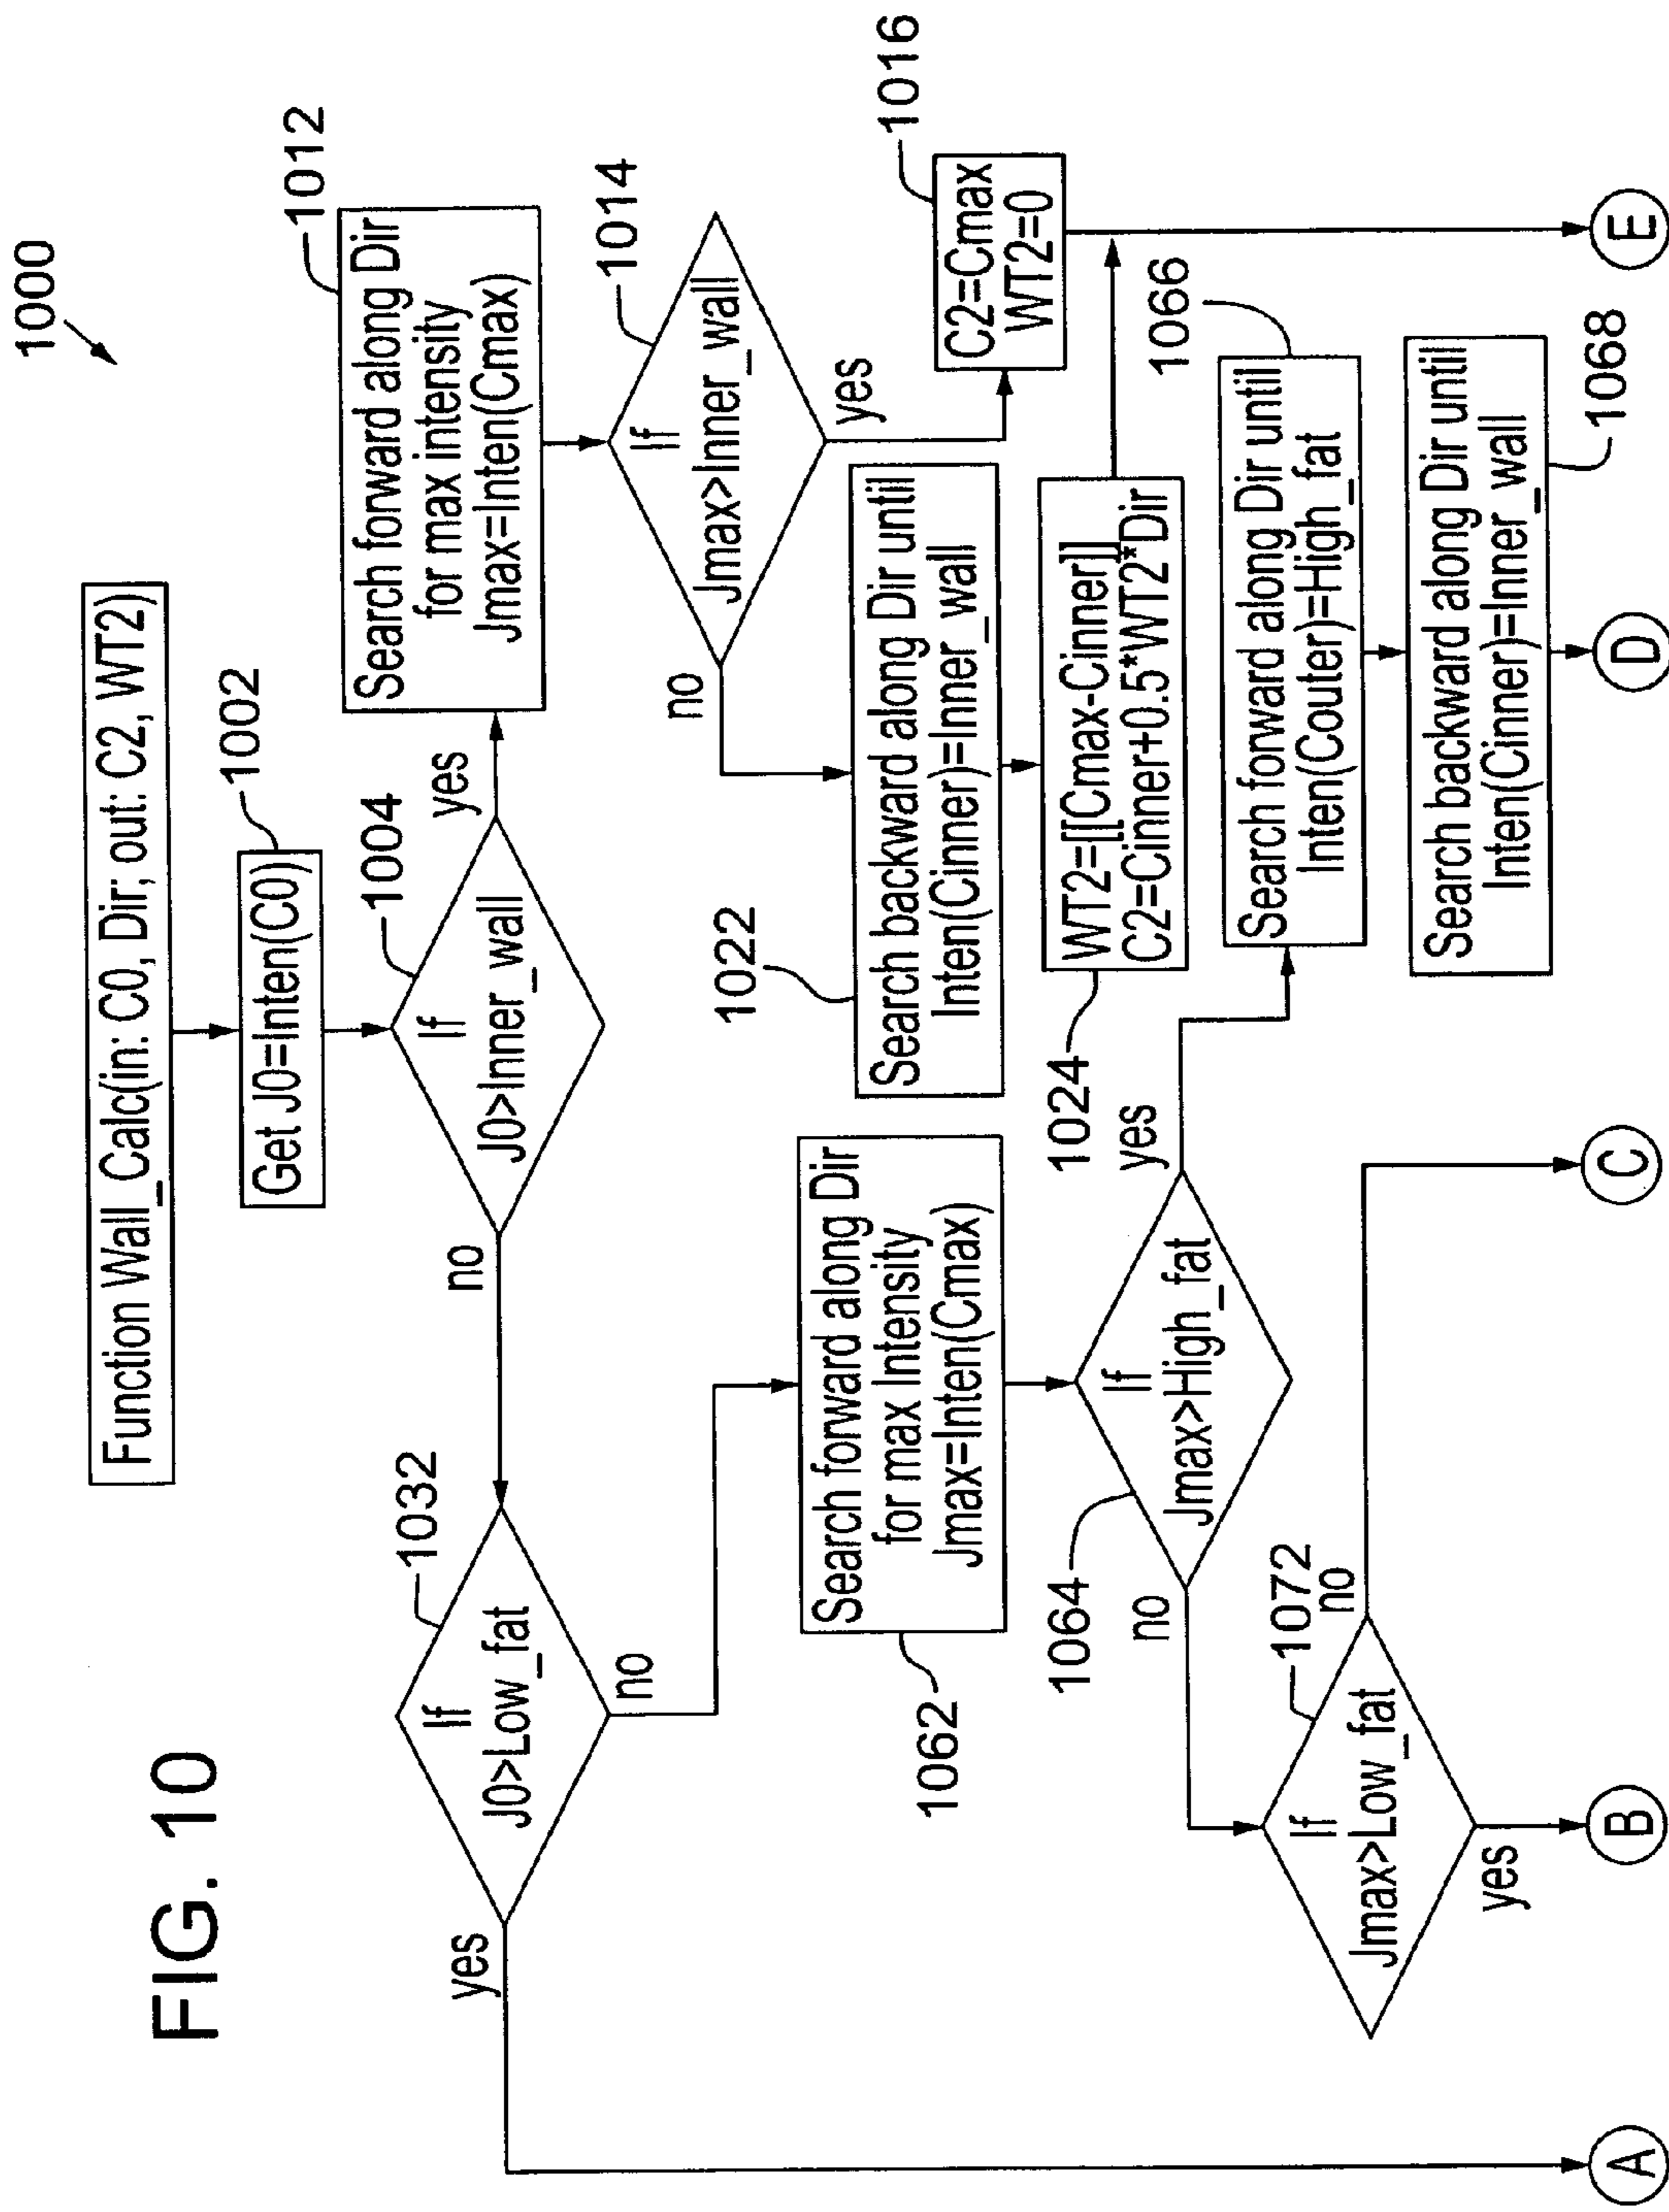 FIG. 10
1000
Function Wall_Calc(in: C0, Dir; out: C2, WT2)
1002
Get J0=Inten(C0)
1004
If
J0>Inner_wall
yes
no
1012
Search forward along Dir
for max intensity
Jmax=Inten(Cmax)
1014
If
Jmax>Inner_wall
yes
no
1016
C2=Cmax
WT2=0
1022
Search backward along Dir until
Inten(Cinner)=Inner_wall
1024
WT2=[[Cmax-Cinner]]
C2=Cinner+0.5*WT2*Dir
1032
If
J0>Low_fat
yes
no
1062
Search forward along Dir
for max Intensity
Jmax=Inten(Cmax)
1064
If
Jmax>High_fat
yes
no
1066
Search forward along Dir until
Inten(Couter)=High_fat
1068
Search backward along Dir until
Inten(Cinner)=Inner_wall
1072
If
Jmax>Low_fat
no
yes
A
B
C
D
E